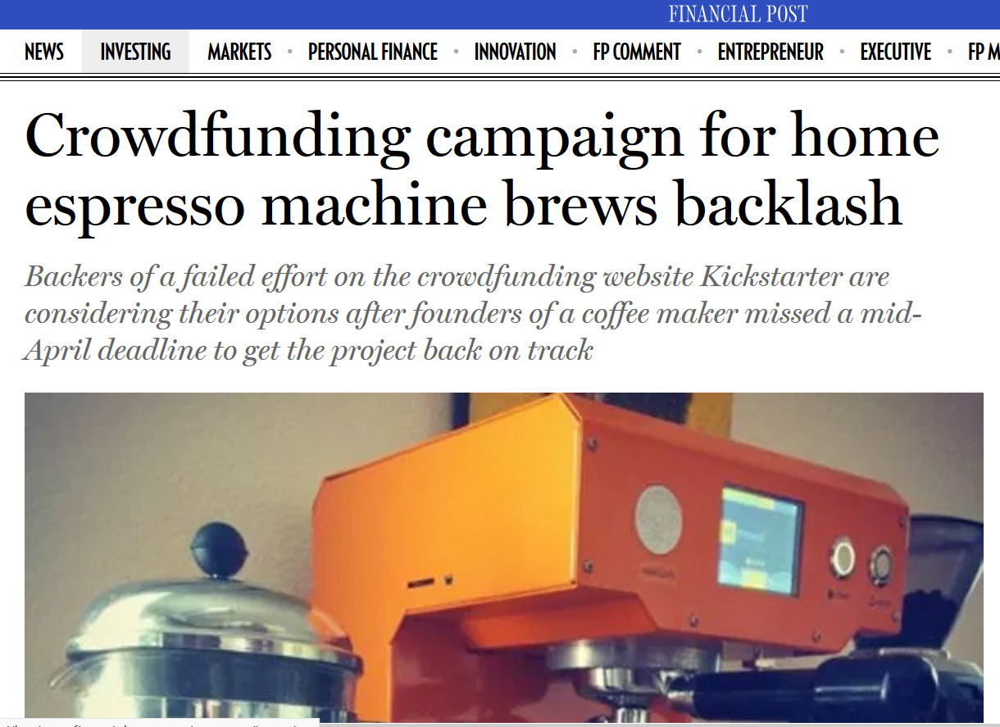 FINANCIAL POST
NEWS INVESTING MARKETS • PERSONAL FINANCE • INNOVATION • FP COMMENT • ENTREPRENEUR • EXECUTIVE • FP M
Crowdfunding campaign for home
espresso machine brews backlash
Backers of a failed effort on the crowdfunding website Kickstarter are
considering their options after founders of a coffee maker missed a mid-
April deadline to get the project back on track